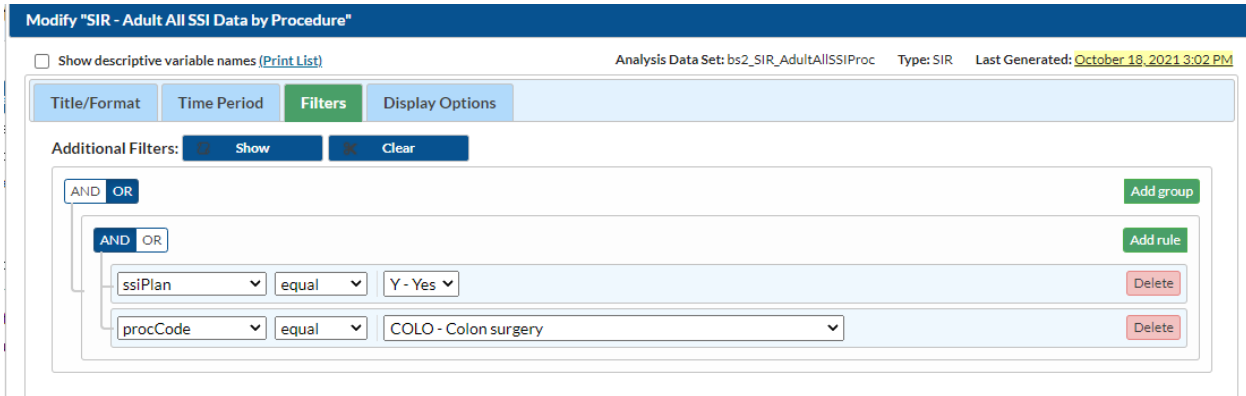 Modify "SIR - Adult All SSI Data by Procedure"
Show descriptive variable names (Print List) Analysis Data Set: bs2_SIR_AdultAllSSIProc Type: SIR Last Generated: October 18, 2021 3:02 PM
Title/Format Time Period Filters Display Options
Additional Filters: Show Clear
AND OR Add group
AND OR Add rule
ssiPlan equal Y - Yes Delete
procCode equal COLO - Colon surgery Delete